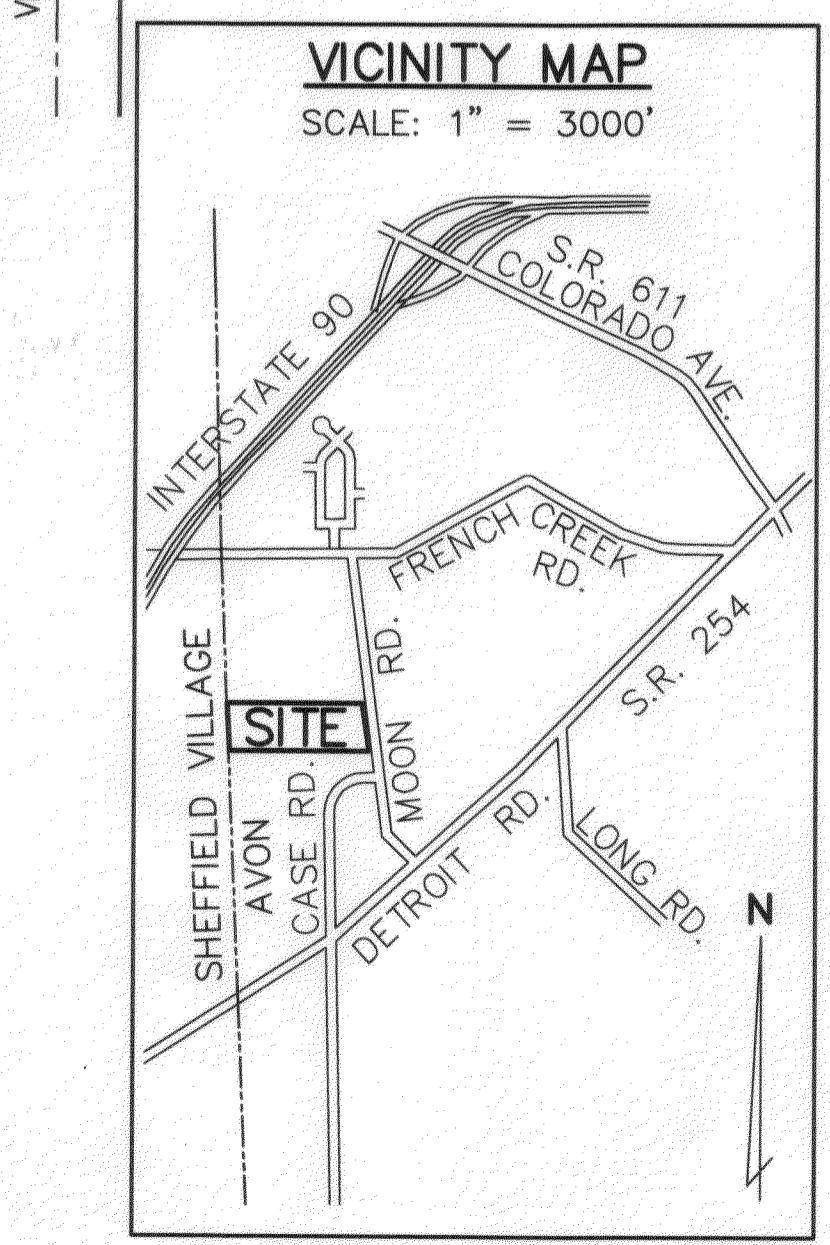 VICINITY MAP
SCALE: 1" = 3000'
S.R. 611
COLORADO AVE.
INTERSTATE 90
FRENCH CREEK
RD.
S.R. 254
MOON RD.
SITE
SHEFFIELD VILLAGE
AVON
CASE RD.
DETROIT RD.
LONG RD.
N